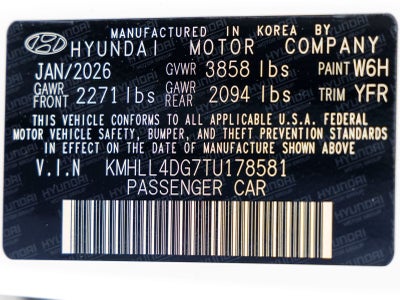 MANUFACTURED IN KOREA BY
HYUNDAI MOTOR COMPANY
JAN/2026 GVWR 3858 lbs PAINT W6H
GAWR FRONT 2271 lbs GAWR REAR 2094 lbs TRIM YFR
THIS VEHICLE CONFORMS TO ALL APPLICABLE U.S.A. FEDERAL
MOTOR VEHICLE SAFETY, BUMPER, AND THEFT PREVENTION STANDARDS
IN EFFECT ON THE DATE OF MANUFACTURE SHOWN ABOVE.
V.I.N KMHLL4DG7TU178581
PASSENGER CAR